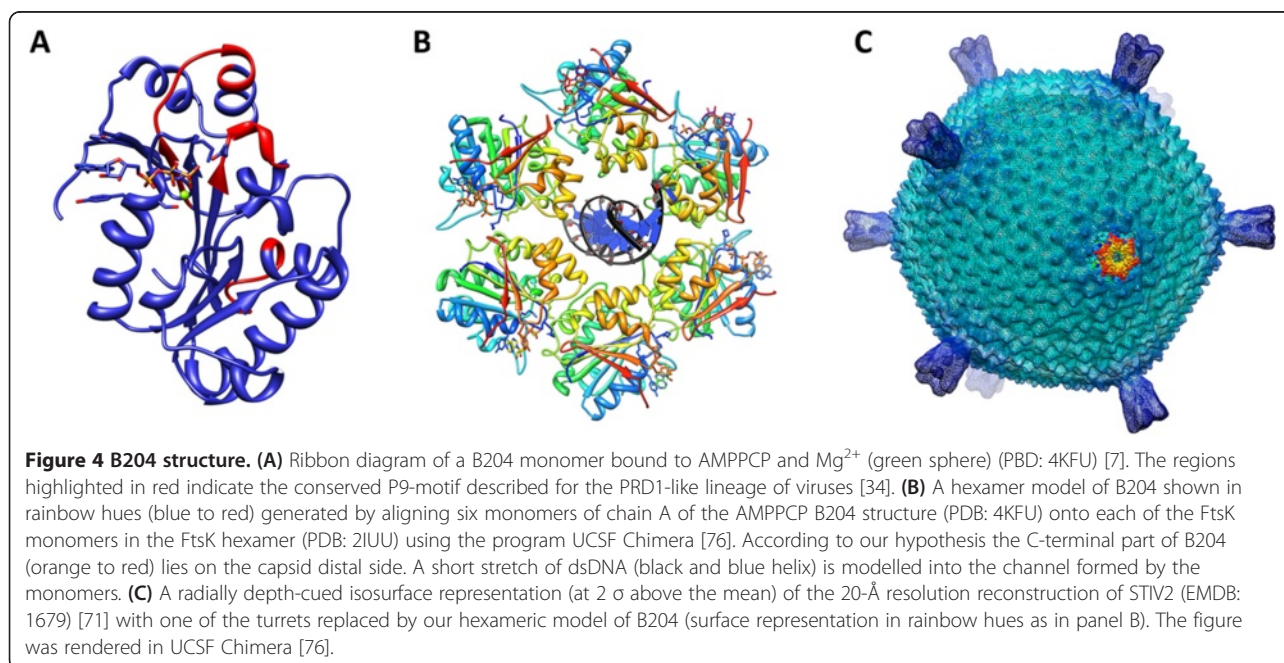 A
B
C
Figure 4 B204 structure. (A) Ribbon diagram of a B204 monomer bound to AMPPCP and Mg2+ (green sphere) (PBD: 4KFU) [7]. The regions
highlighted in red indicate the conserved P9-motif described for the PRD1-like lineage of viruses [34]. (B) A hexamer model of B204 shown in
rainbow hues (blue to red) generated by aligning six monomers of chain A of the AMPPCP B204 structure (PDB: 4KFU) onto each of the FtsK
monomers in the FtsK hexamer (PDB: 2IUU) using the program UCSF Chimera [76]. According to our hypothesis the C-terminal part of B204
(orange to red) lies on the capsid distal side. A short stretch of dsDNA (black and blue helix) is modelled into the channel formed by the
monomers. (C) A radially depth-cued isosurface representation (at 2 σ above the mean) of the 20-Å resolution reconstruction of STIV2 (EMDB:
1679) [71] with one of the turrets replaced by our hexameric model of B204 (surface representation in rainbow hues as in panel B). The figure
was rendered in UCSF Chimera [76].